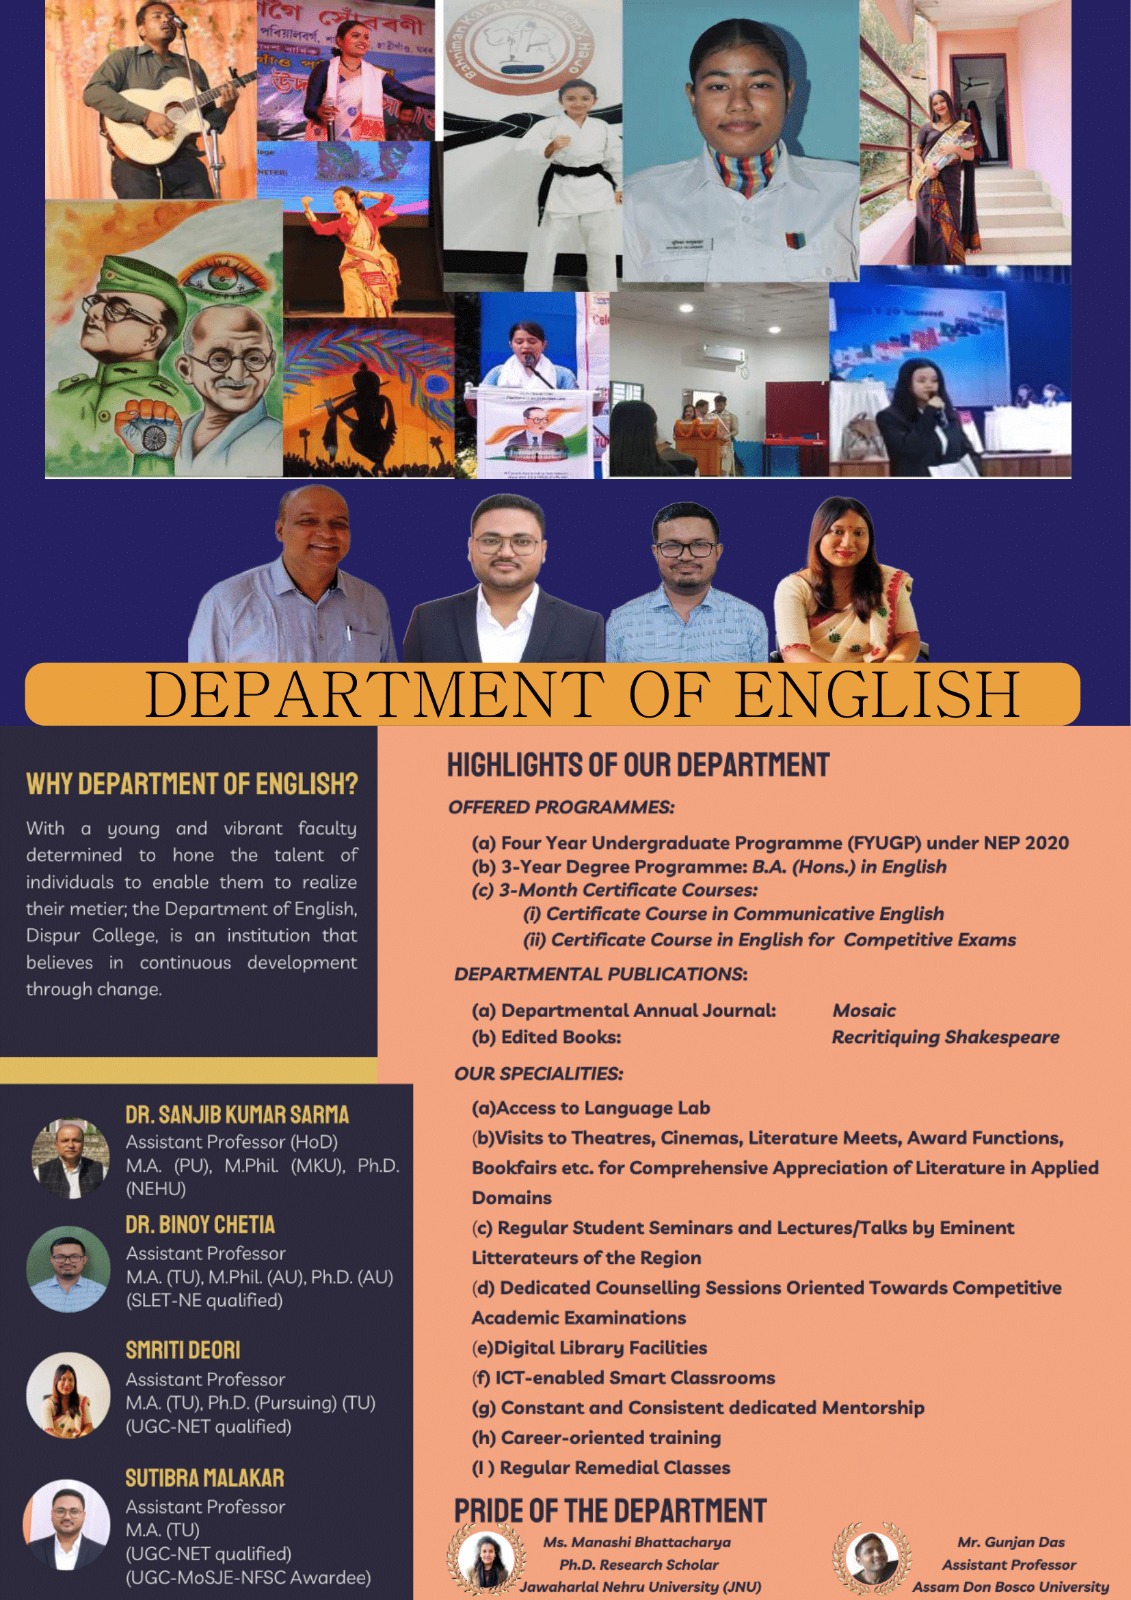 গৈ সোঁৱৰণী
Bahniman Karate Academy, Hajo
DEPARTMENT OF ENGLISH
WHY DEPARTMENT OF ENGLISH?
With a young and vibrant faculty
determined to hone the talent of
individuals to enable them to realize
their metier; the Department of English,
Dispur College, is an institution that
believes in continuous development
through change.
DR. SANJIB KUMAR SARMA
Assistant Professor (HoD)
M.A. (PU), M.Phil. (MKU), Ph.D.
(NEHU)
DR. BINOY CHETIA
Assistant Professor
M.A. (TU), M.Phil. (AU), Ph.D. (AU)
(SLET-NE qualified)
SMRITI DEORI
Assistant Professor
M.A. (TU), Ph.D. (Pursuing) (TU)
(UGC-NET qualified)
SUTIBRA MALAKAR
Assistant Professor
M.A. (TU)
(UGC-NET qualified)
(UGC-MoSJE-NFSC Awardee)
HIGHLIGHTS OF OUR DEPARTMENT
OFFERED PROGRAMMES:
(a) Four Year Undergraduate Programme (FYUGP) under NEP 2020
(b) 3-Year Degree Programme: B.A. (Hons.) in English
(c) 3-Month Certificate Courses:
(i) Certificate Course in Communicative English
(ii) Certificate Course in English for Competitive Exams
DEPARTMENTAL PUBLICATIONS:
(a) Departmental Annual Journal: Mosaic
(b) Edited Books: Recritiquing Shakespeare
OUR SPECIALITIES:
(a)Access to Language Lab
(b)Visits to Theatres, Cinemas, Literature Meets, Award Functions,
Bookfairs etc. for Comprehensive Appreciation of Literature in Applied
Domains
(c) Regular Student Seminars and Lectures/Talks by Eminent
Litterateurs of the Region
(d) Dedicated Counselling Sessions Oriented Towards Competitive
Academic Examinations
(e)Digital Library Facilities
(f) ICT-enabled Smart Classrooms
(g) Constant and Consistent dedicated Mentorship
(h) Career-oriented training
(I ) Regular Remedial Classes
PRIDE OF THE DEPARTMENT
Ms. Manashi Bhattacharya
Ph.D. Research Scholar
Jawaharlal Nehru University (JNU)
Mr. Gunjan Das
Assistant Professor
Assam Don Bosco University